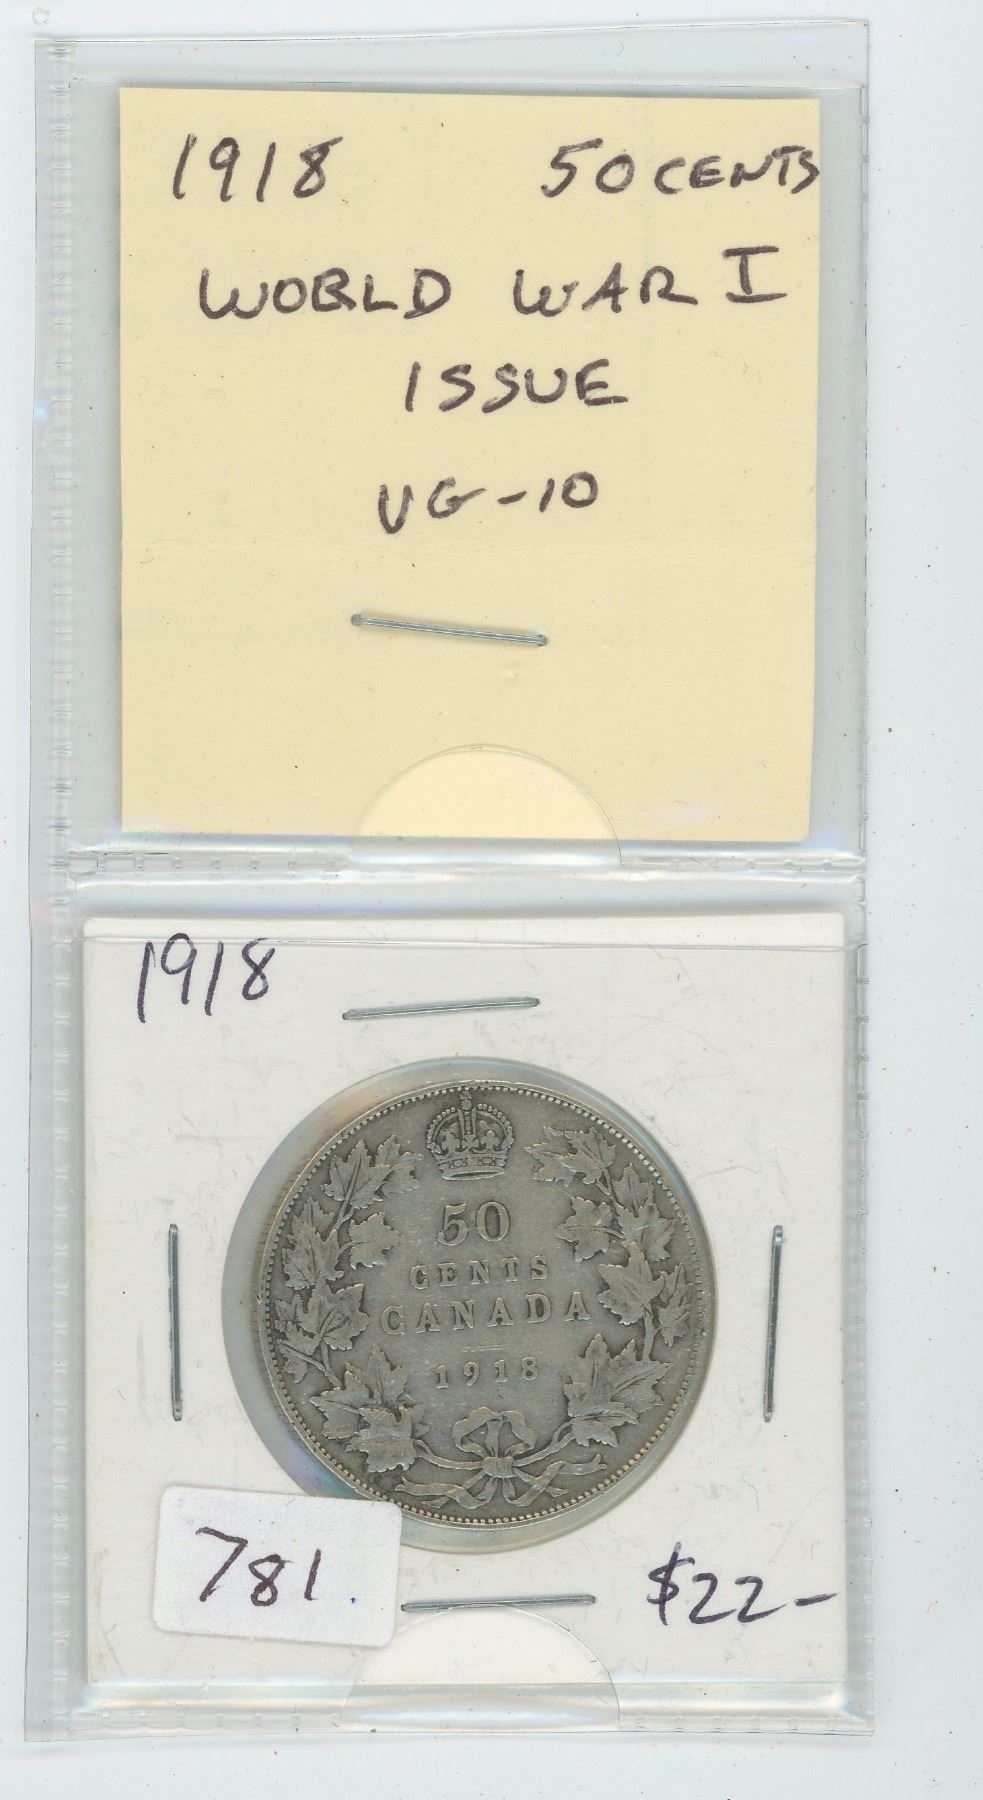 1918 50 CENTS
WORLD WAR I
ISSUE
VG-10
1918
50
CENTS
CANADA
1918
781.
$22-